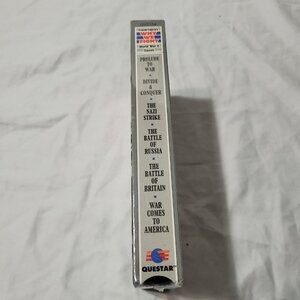 WHY
WE
FIGHT
World War II
PRELUDE
TO
WAR
DIVIDE
&
CONQUER
THE
NAZI
STRIKE
THE
BATTLE
OF
RUSSIA
THE
BATTLE
OF
BRITAIN
WAR
COMES
TO
AMERICA
QUESTAR™